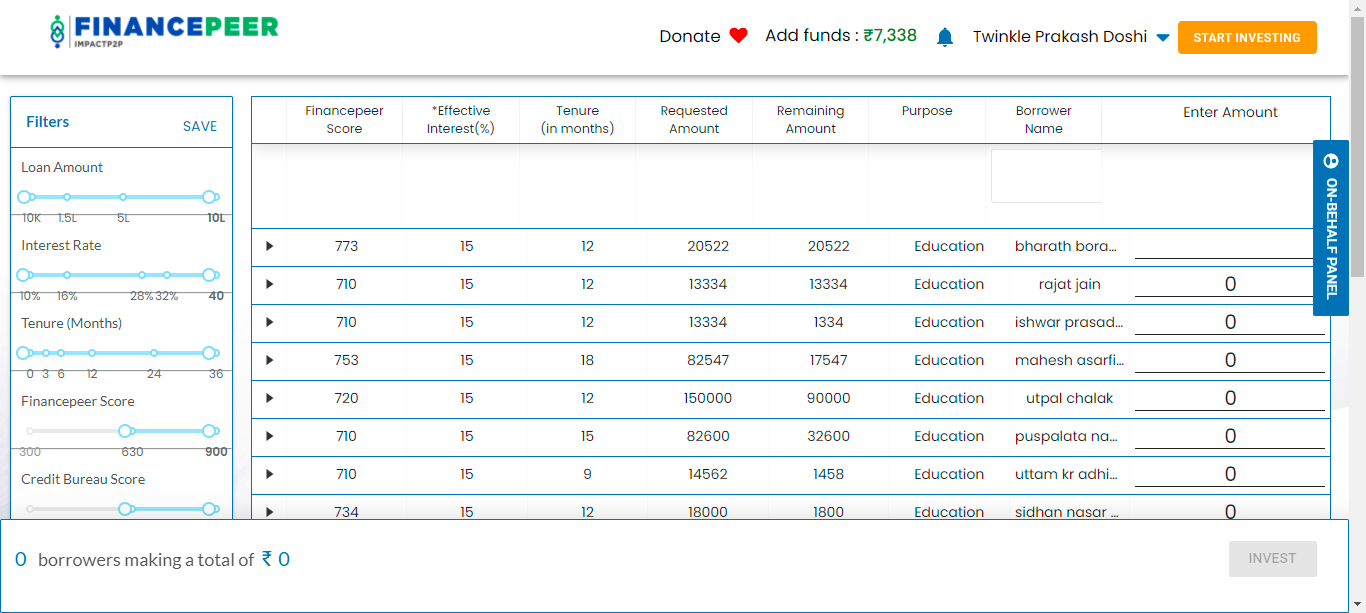 FINANCEPEER
IMPACTP2P
Donate Add funds : ₹7,338 Twinkle Prakash Doshi START INVESTING
Filters SAVE
Loan Amount
10K 1.5L 5L 10L
Interest Rate
10% 16% 28% 32% 40
Tenure (Months)
0 3 6 12 24 36
Financepeer Score
300 630 900
Credit Bureau Score
Financepeer Score *Effective Interest(%) Tenure (in months) Requested Amount Remaining Amount Purpose Borrower Name Enter Amount
773 15 12 20522 20522 Education bharath bora...
710 15 12 13334 13334 Education rajat jain 0
710 15 12 13334 1334 Education ishwar prasad... 0
753 15 18 82547 17547 Education mahesh asarfi... 0
720 15 12 150000 90000 Education utpal chalak 0
710 15 15 82600 32600 Education puspalata na... 0
710 15 9 14562 1458 Education uttam kr adhi... 0
734 15 12 18000 1800 Education sidhan nasar ... 0
ON-BEHALF PANEL
0 borrowers making a total of ₹ 0 INVEST